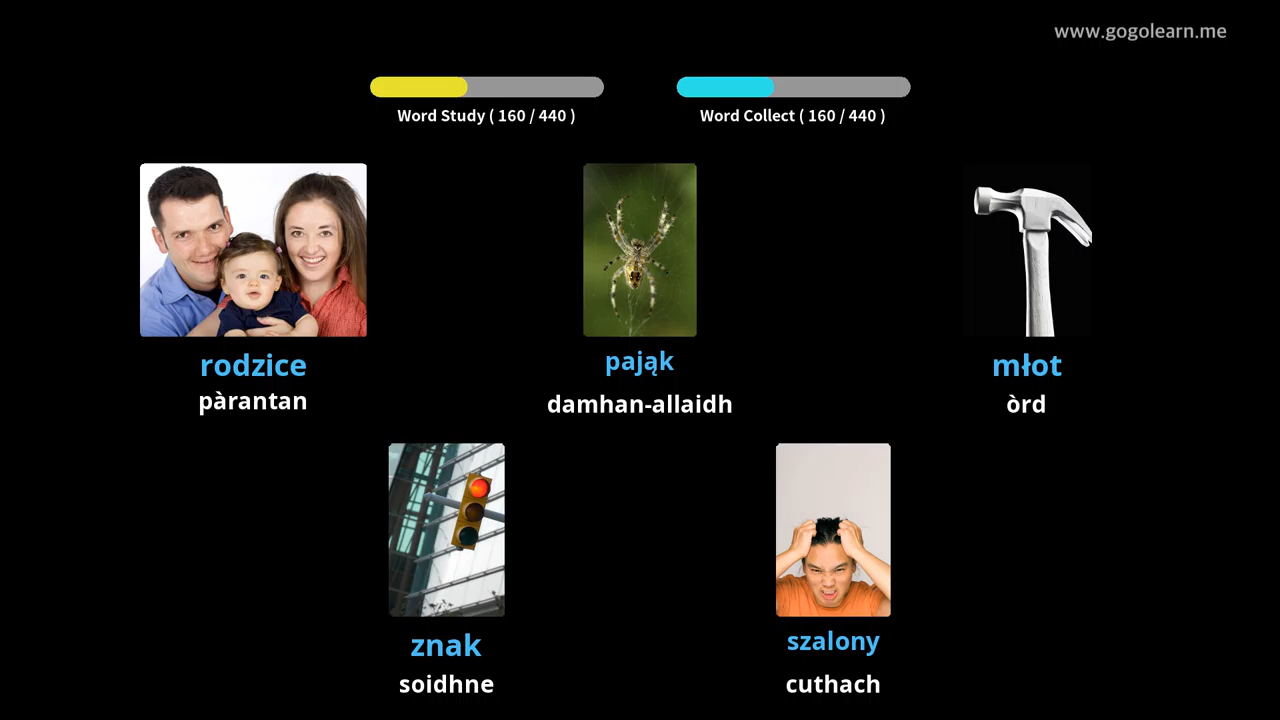 www.gogolearn.me
Word Study ( 160 / 440 )
Word Collect ( 160 / 440 )
rodzice
pàrantan
pająk
damhan-allaidh
młot
òrd
znak
soidhne
szalony
cuthach